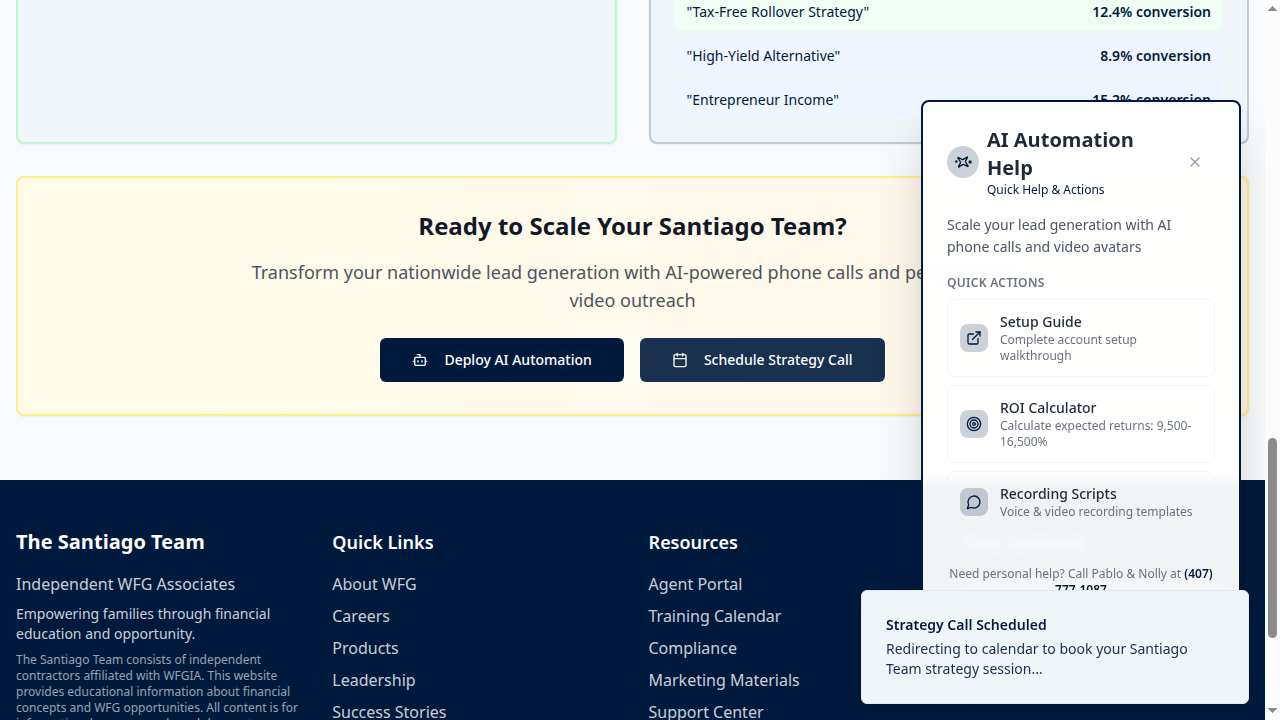 "Tax-Free Rollover Strategy" 12.4% conversion
"High-Yield Alternative" 8.9% conversion
"Entrepreneur Income" 15.2% conversion
Ready to Scale Your Santiago Team?
Transform your nationwide lead generation with AI-powered phone calls and
video outreach
Deploy AI Automation
Schedule Strategy Call
AI Automation
Help
Quick Help & Actions
Scale your lead generation with AI
phone calls and video avatars
QUICK ACTIONS
Setup Guide
Complete account setup
walkthrough
ROI Calculator
Calculate expected returns: 9,500-
16,500%
Recording Scripts
Voice & video recording templates
Need personal help? Call Pablo & Nolly at (407)
777-1087
Strategy Call Scheduled
Redirecting to calendar to book your Santiago
Team strategy session...
The Santiago Team
Independent WFG Associates
Empowering families through financial
education and opportunity.
The Santiago Team consists of independent
contractors affiliated with WFGIA. This website
provides educational information about financial
concepts and WFG opportunities. All content is for
Quick Links
About WFG
Careers
Products
Leadership
Success Stories
Resources
Agent Portal
Training Calendar
Compliance
Marketing Materials
Support Center